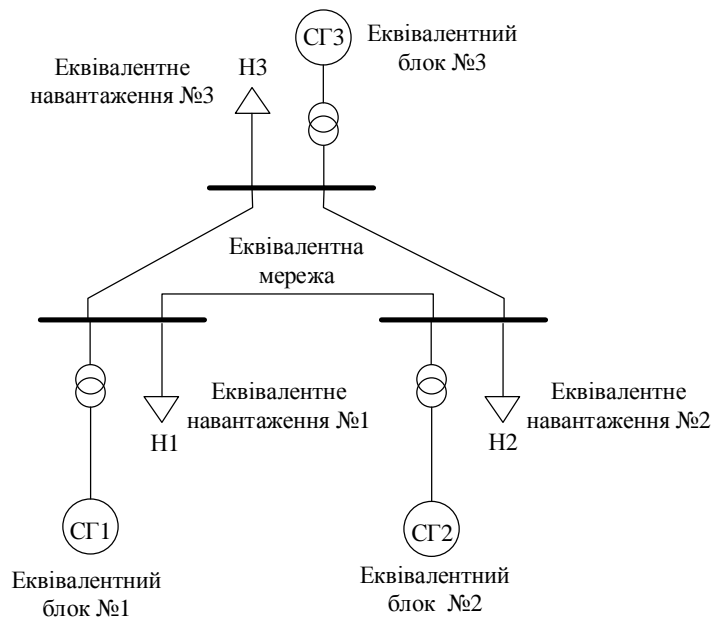 СГ3
Еквівалентний
блок №3
Еквівалентне
навантаження №3
Н3
Еквівалентна
мережа
Еквівалентне
навантаження №1
Н1
Еквівалентне
навантаження №2
Н2
СГ1
Еквівалентний
блок №1
СГ2
Еквівалентний
блок №2